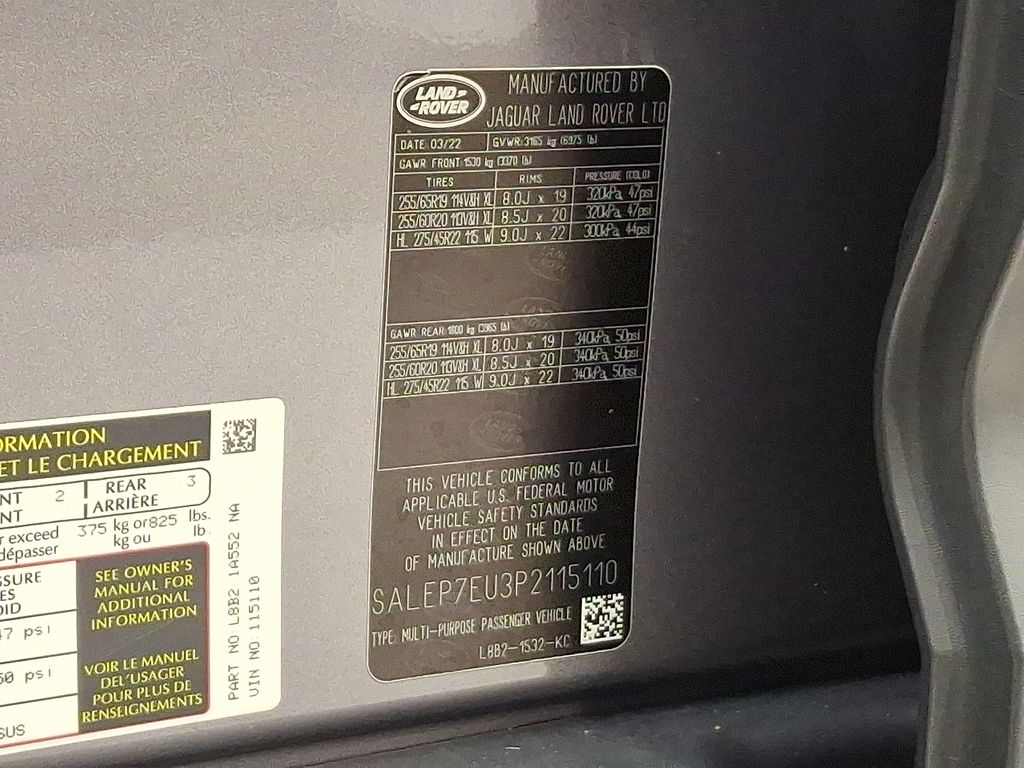 LAND-
-ROVER
MANUFACTURED BY
JAGUAR LAND ROVER LTD
DATE 03/22 GVWR 3165 kg (6975 lb)
GAWR FRONT 1530 kg (3370 lb)
TIRES RIMS PRESSURE (COLD)
255/65R19 114V&H XL 8.0J x 19 320kPa, 47psi
255/60R20 113V&H XL 8.5J x 20 320kPa, 47psi
HL 275/45R22 115 W 9.0J x 22 300kPa, 44psi
GAWR REAR 1800 kg (3965 lb)
255/65R19 114V&H XL 8.0J x 19 340kPa, 50psi
255/60R20 113V&H XL 8.5J x 20 340kPa, 50psi
HL 275/45R22 115 W 9.0J x 22 340kPa, 50psi
THIS VEHICLE CONFORMS TO ALL
APPLICABLE U.S. FEDERAL MOTOR
VEHICLE SAFETY STANDARDS
IN EFFECT ON THE DATE
OF MANUFACTURE SHOWN ABOVE
SALEP7EU3P2115110
TYPE: MULTI-PURPOSE PASSENGER VEHICLE
L8B2-1532-KC
ORMATION
ET LE CHARGEMENT
NT 2 REAR 3
NT ARRIÈRE
r exceed 375 kg or 825 lbs.
dépasser kg ou lb.
SSURE
ES
OID
47 psi
50 psi
SUS
SEE OWNER'S
MANUAL FOR
ADDITIONAL
INFORMATION
VOIR LE MANUEL
DEL'USAGER
POUR PLUS DE
RENSEIGNEMENTS
PART NO L8B2 1A552 NA
VIN NO 115110